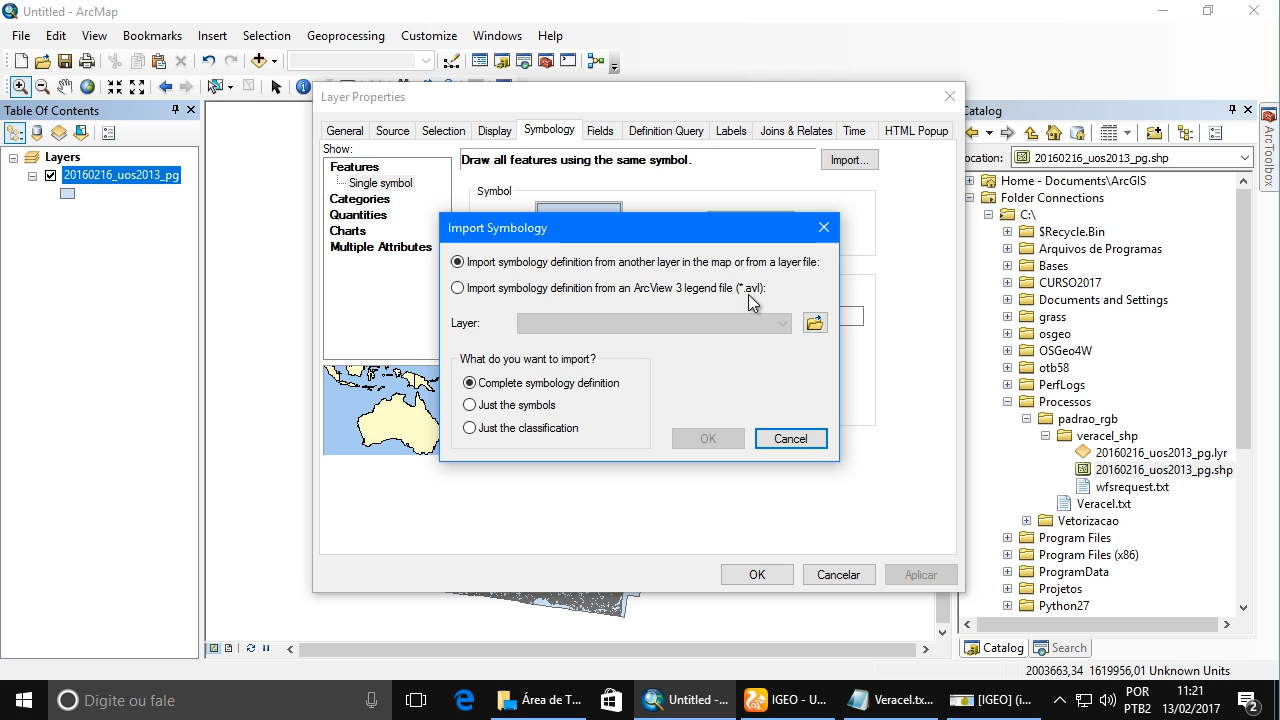 Untitled - ArcMap
File Edit View Bookmarks Insert Selection Geoprocessing Customize Windows Help
Table Of Contents
Layers
20160216_uos2013_pg
Layer Properties
General Source Selection Display Symbology Fields Definition Query Labels Joins & Relates Time HTML Popup
Show:
Features
Single symbol
Categories
Quantities
Charts
Multiple Attributes
Draw all features using the same symbol.
Import...
Symbol
Import Symbology
Import symbology definition from another layer in the map or from a layer file:
Import symbology definition from an ArcView 3 legend file (*.avl):
Layer:
What do you want to import?
Complete symbology definition
Just the symbols
Just the classification
OK Cancel
OK Cancelar Aplicar
Catalog
ocation: 20160216_uos2013_pg.shp
Home - Documents\ArcGIS
Folder Connections
C:\
$Recycle.Bin
Arquivos de Programas
Bases
CURSO2017
Documents and Settings
grass
osgeo
OSGeo4W
otb58
PerfLogs
Processos
padrao_rgb
veracel_shp
20160216_uos2013_pg.lyr
20160216_uos2013_pg.shp
wfsrequest.txt
Veracel.txt
Vetorizacao
Program Files
Program Files (x86)
ProgramData
Projetos
Python27
Catalog Search
ArcToolbox
2003663,34 1619956,01 Unknown Units
Digite ou fale
Área de T...
Untitled -...
IGEO - U...
Veracel.tx...
[IGEO] (i...
POR
PTB2
11:21
13/02/2017
2